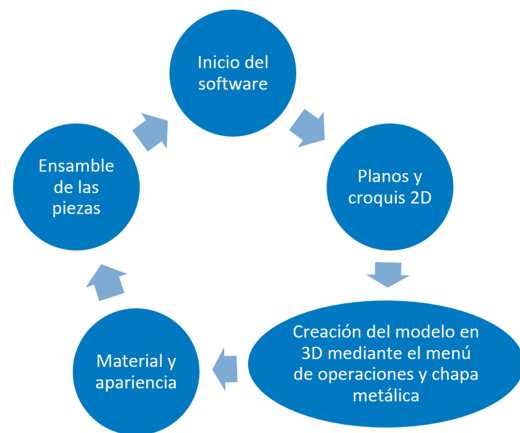 Inicio del
software
Planos y
croquis 2D
Creación del modelo en
3D mediante el menú
de operaciones y chapa
metálica
Material y
apariencia
Ensamble
de las
piezas